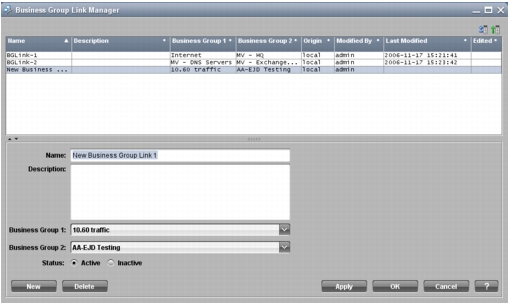 Business Group Link Manager
Name Description Business Group 1 Business Group 2 Origin Modified By Last Modified Edited
BGLink-1 Internet MV - HQ local admin 2006-11-17 15:21:41
BGLink-2 MV - DNS Servers MV - Exchange... local admin 2006-11-17 15:23:42
New Business ... 10.60 traffic AA-EJD Testing local admin
Name: New Business Group Link 1
Description:
Business Group 1: 10.60 traffic
Business Group 2: AA-EJD Testing
Status: Active Inactive
New Delete Apply OK Cancel ?